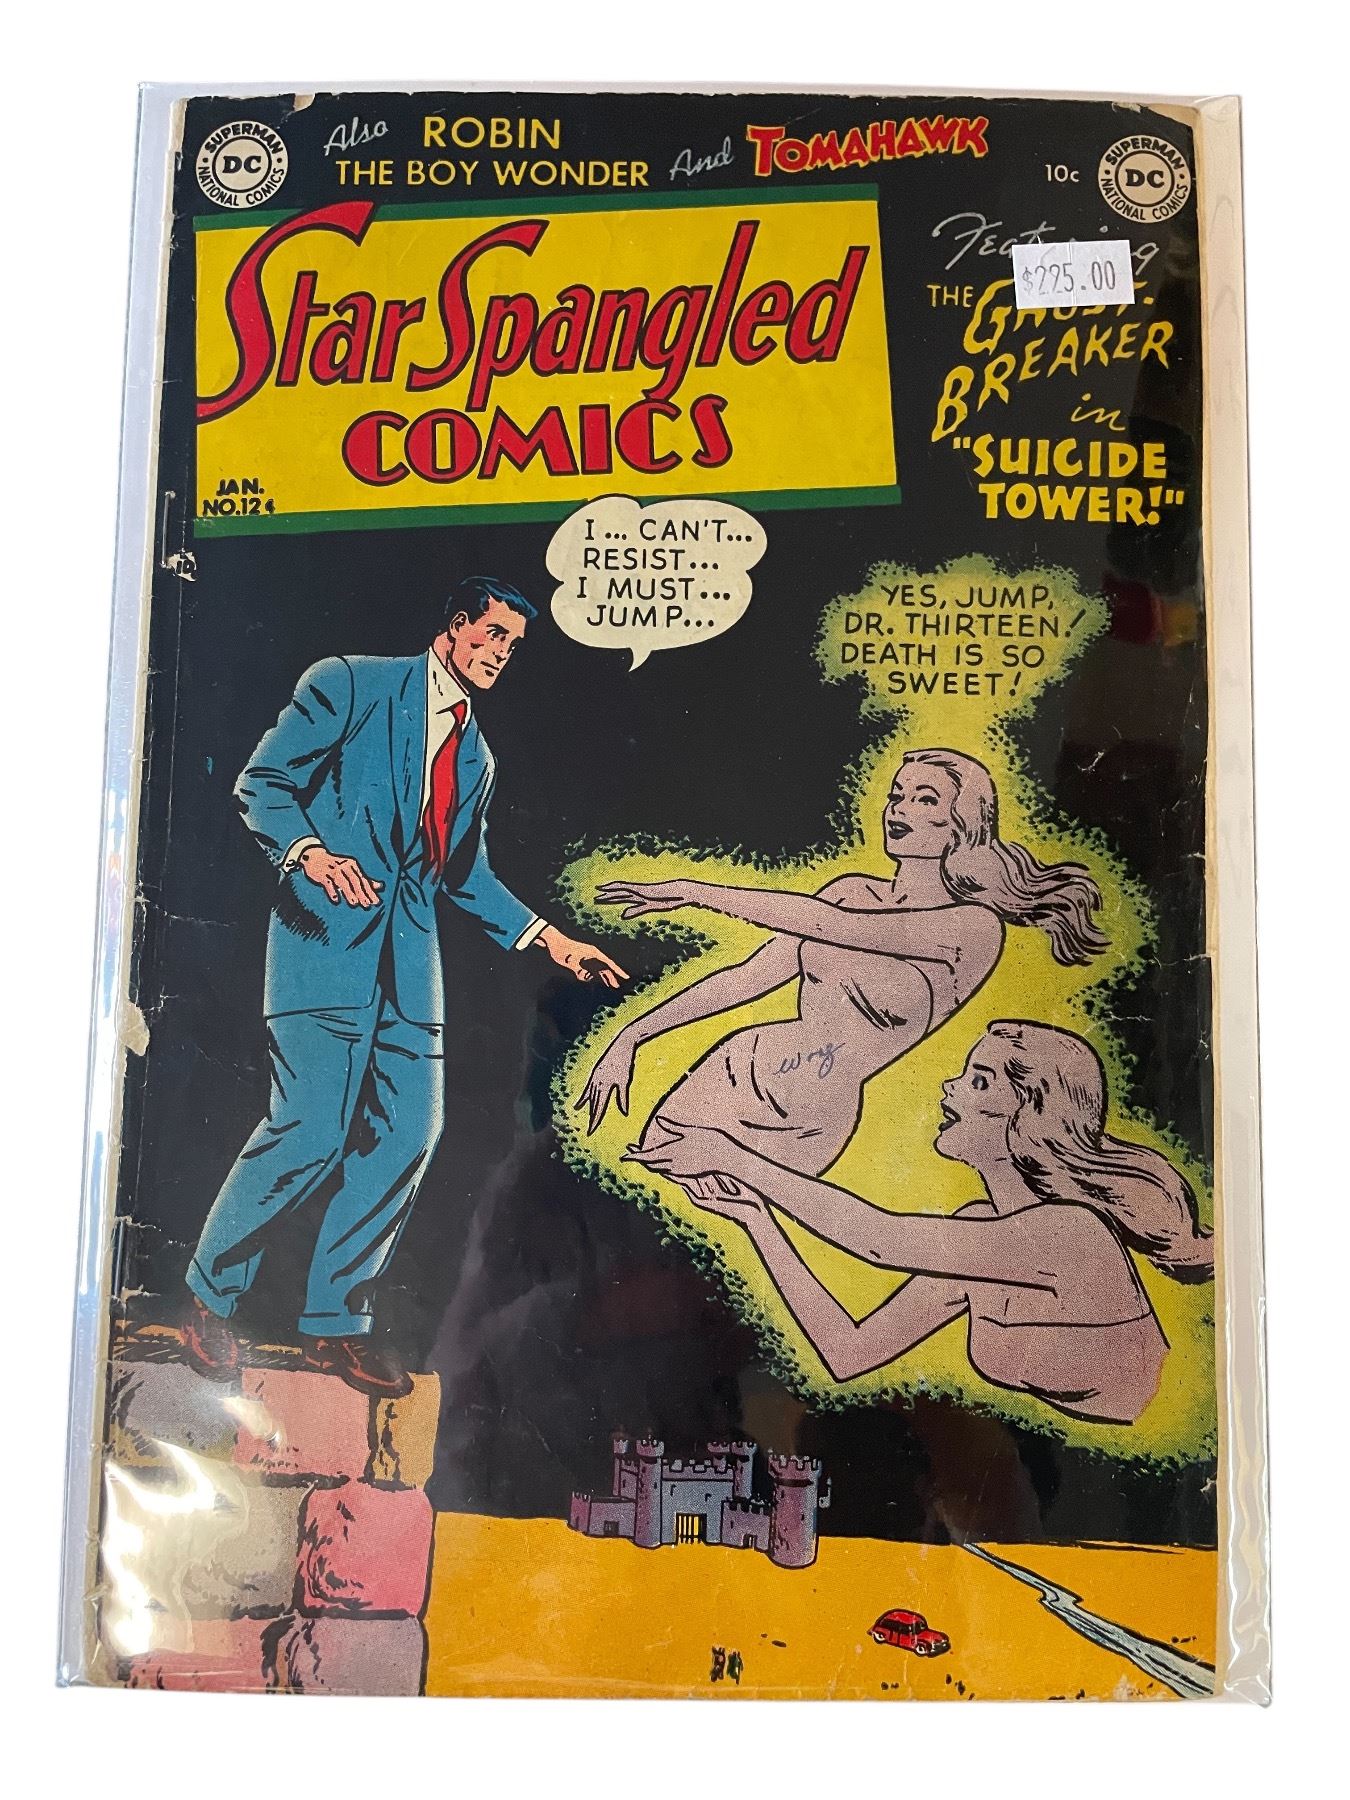 SUPERMAN
DC
NATIONAL COMICS
Also ROBIN
THE BOY WONDER And TOMAHAWK
10c
SUPERMAN
DC
NATIONAL COMICS
Star Spangled
COMICS
JAN.
NO.124
Featuring
$225.00
THE GHOST-
BREAKER
in
"SUICIDE
TOWER!"
I... CAN'T...
RESIST...
I MUST...
JUMP...
YES, JUMP,
DR. THIRTEEN!
DEATH IS SO
SWEET!